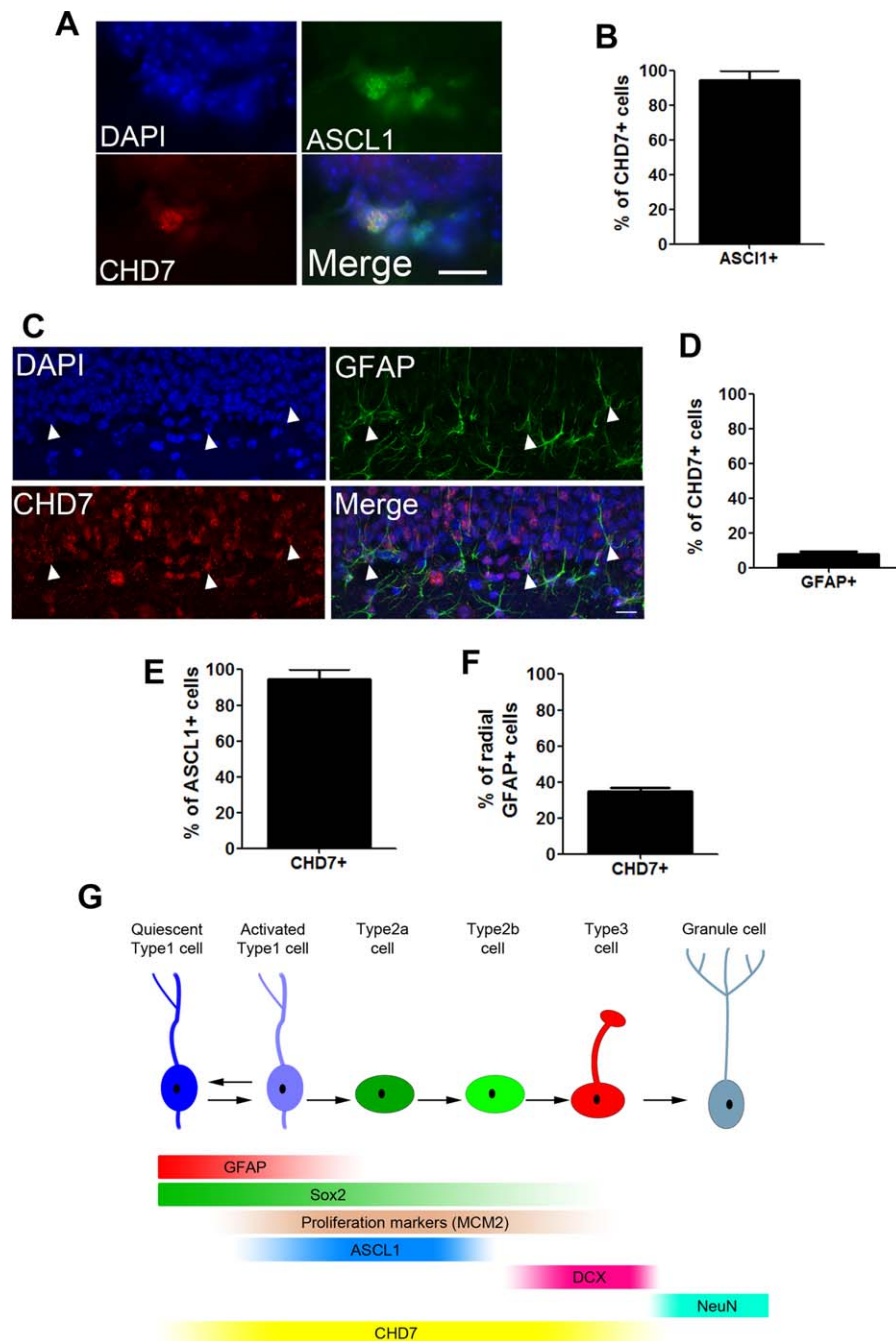 A
DAPI
ASCL1
CHD7
Merge
B
% of CHD7+ cells
100
80
60
40
20
0
ASCl1+
C
DAPI
GFAP
CHD7
Merge
D
% of CHD7+ cells
100
80
60
40
20
0
GFAP+
E
% of ASCL1+ cells
100
80
60
40
20
0
CHD7+
F
% of radial
GFAP+ cells
100
80
60
40
20
0
CHD7+
G
Quiescent
Type1 cell
Activated
Type1 cell
Type2a
cell
Type2b
cell
Type3
cell
Granule cell
GFAP
Sox2
Proliferation markers (MCM2)
ASCL1
DCX
NeuN
CHD7